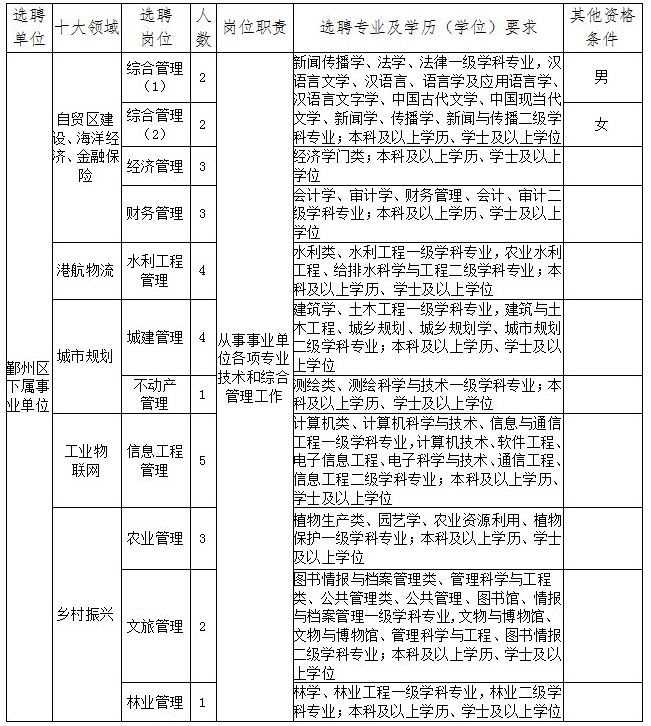 选聘
单位
十大领域
选聘
岗位
人
数
岗位职责
选聘专业及学历（学位）要求
其他资格
条件
鄞州区
下属事
业单位
自贸区建
设、海洋经
济、金融保
险
综合管理
（1）
2
从事事业单
位各项专业
技术和综合
管理工作
新闻传播学、法学、法律一级学科专业，汉
语言文学、汉语言、语言学及应用语言学、
汉语言文字学、中国古代文学、中国现当代
文学、新闻学、传播学、新闻与传播二级学
科专业；本科及以上学历、学士及以上学位
男
综合管理
（2）
2
女
经济管理
3
经济学门类；本科及以上学历、学士及以上
学位
财务管理
3
会计学、审计学、财务管理、会计、审计二
级学科专业；本科及以上学历、学士及以上
学位
港航物流
水利工程
管理
4
水利类、水利工程一级学科专业，农业水利
工程、给排水科学与工程二级学科专业；本
科及以上学历、学士及以上学位
城市规划
城建管理
4
建筑学、土木工程一级学科专业，建筑与土
木工程、城乡规划、城乡规划学、城市规划
二级学科专业；本科及以上学历、学士及以
上学位
不动产
管理
1
测绘类、测绘科学与技术一级学科专业；本
科及以上学历、学士及以上学位
工业物
联网
信息工程
管理
5
计算机类、计算机科学与技术、信息与通信
工程一级学科专业，计算机技术、软件工程、
电子信息工程、电子科学与技术、通信工程、
信息工程二级学科专业；本科及以上学历、
学士及以上学位
乡村振兴
农业管理
3
植物生产类、园艺学、农业资源利用、植物
保护一级学科专业；本科及以上学历、学士
及以上学位
文旅管理
2
图书情报与档案管理类、管理科学与工程
类、公共管理类、公共管理、图书馆、情报
与档案管理一级学科专业,文物与博物馆、
文物与博物馆、管理科学与工程、图书情报
二级学科专业；本科及以上学历、学士及以
上学位
林业管理
1
林学、林业工程一级学科专业，林业二级学
科专业；本科及以上学历、学士及以上学位